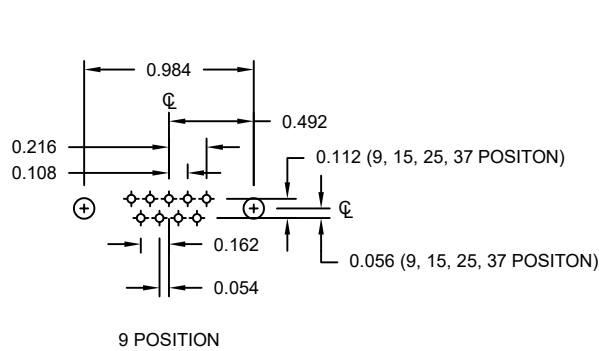 0.984
℄
0.492
0.216
0.112 (9, 15, 25, 37 POSITON)
0.108
℄
0.162
0.056 (9, 15, 25, 37 POSITON)
0.054
9 POSITION